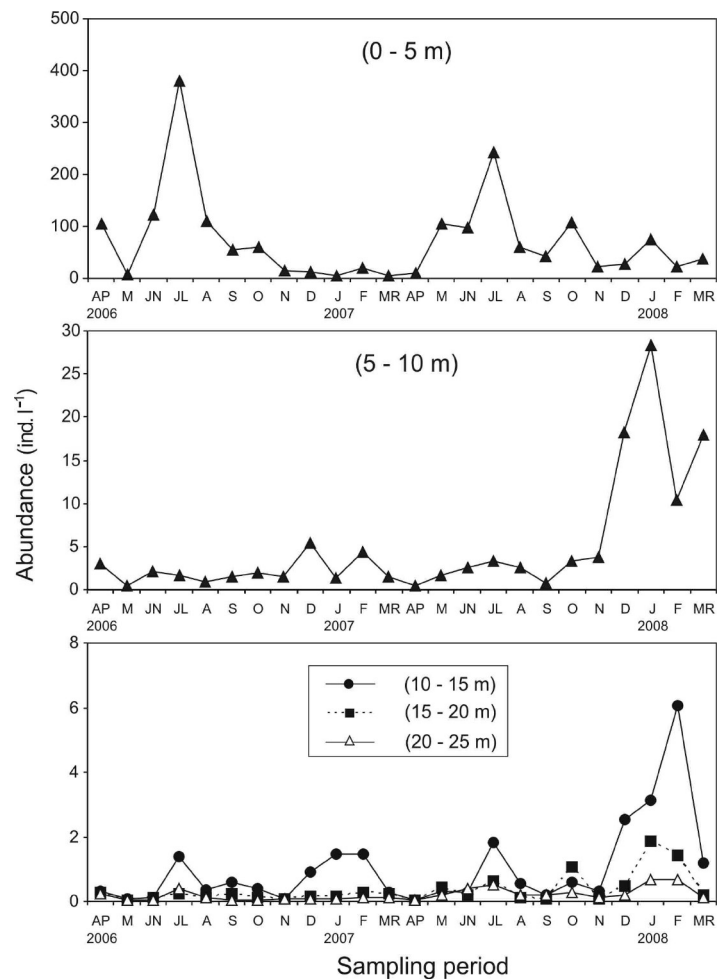 500
(0 - 5 m)
400
300
200
100
0
AP M JN JL A S O N D J F MR AP M JN JL A S O N D J F MR
2006 2007 2008
30
(5 - 10 m)
25
20
15
10
5
0
AP M JN JL A S O N D J F MR AP M JN JL A S O N D J F MR
2006 2007 2008
Abundance (ind. l⁻¹)
8
(10 - 15 m)
(15 - 20 m)
(20 - 25 m)
6
4
2
0
AP M JN JL A S O N D J F MR AP M JN JL A S O N D J F MR
2006 2007 2008
Sampling period